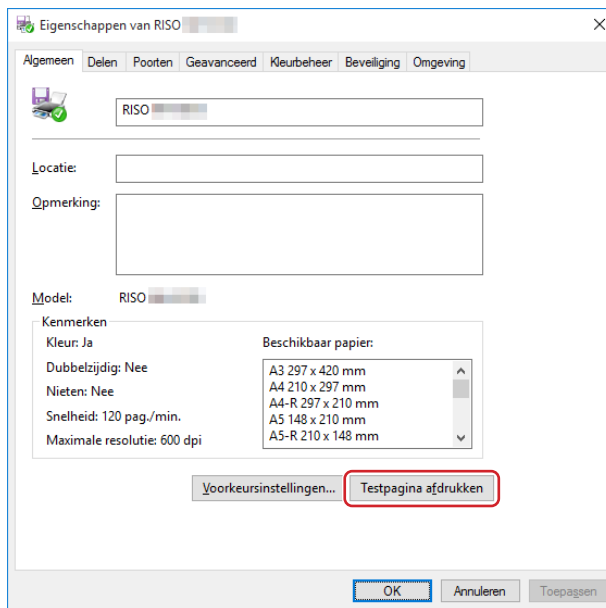 Eigenschappen van RISO
Algemeen Delen Poorten Geavanceerd Kleurbeheer Beveiliging Omgeving
RISO
Locatie:
Opmerking:
Model: RISO
Kenmerken
Kleur: Ja
Beschikbaar papier:
Dubbelzijdig: Nee
Nieten: Nee
Snelheid: 120 pag./min.
Maximale resolutie: 600 dpi
A3 297 x 420 mm
A4 210 x 297 mm
A4-R 297 x 210 mm
A5 148 x 210 mm
A5-R 210 x 148 mm
Voorkeursinstellingen... Testpagina afdrukken
OK Annuleren Toepassen